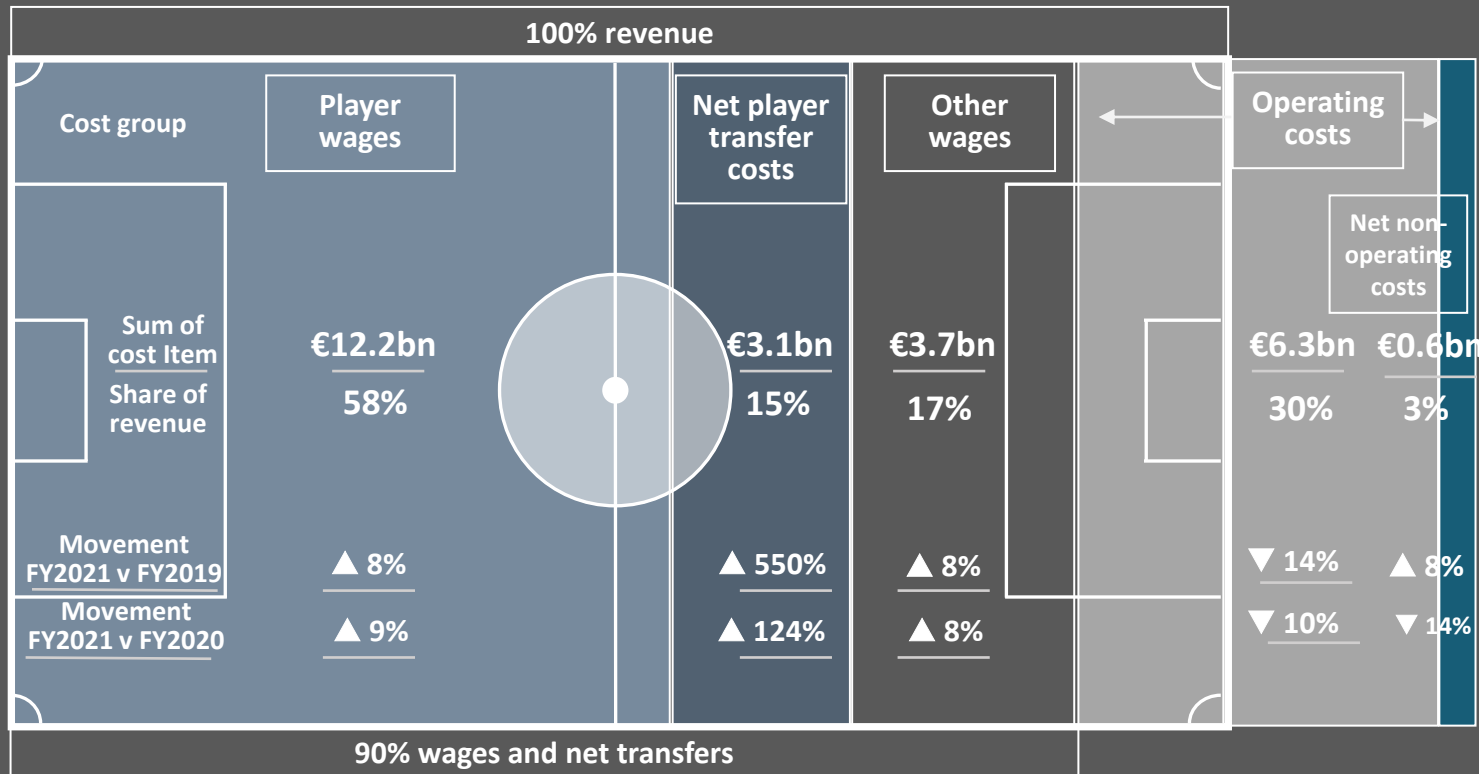 100% revenue
Cost group
Player
wages
Net player
transfer
costs
Other
wages
Operating
costs
Net non-
operating
costs
Sum of
cost Item
€12.2bn
€3.1bn
€3.7bn
€6.3bn
€0.6bn
Share of
revenue
58%
15%
17%
30%
3%
Movement
FY2021 v FY2019
▲ 8%
▲ 550%
▲ 8%
▼ 14%
▲ 8%
Movement
FY2021 v FY2020
▲ 9%
▲ 124%
▲ 8%
▼ 10%
▼ 14%
90% wages and net transfers